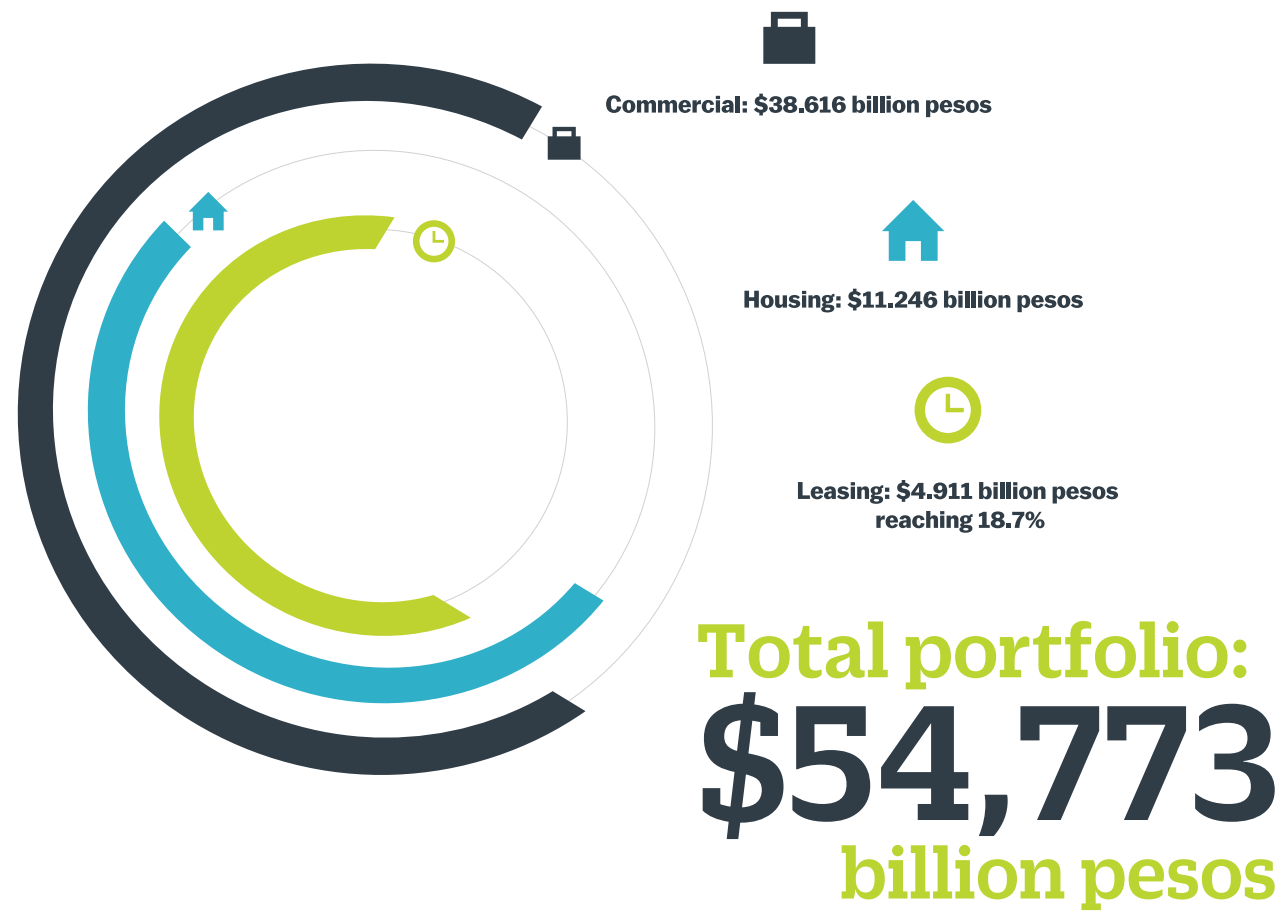 Commercial: $38.616 billion pesos
Housing: $11.246 billion pesos
Leasing: $4.911 billion pesos
reaching 18.7%
Total portfolio:
$54,773
billion pesos